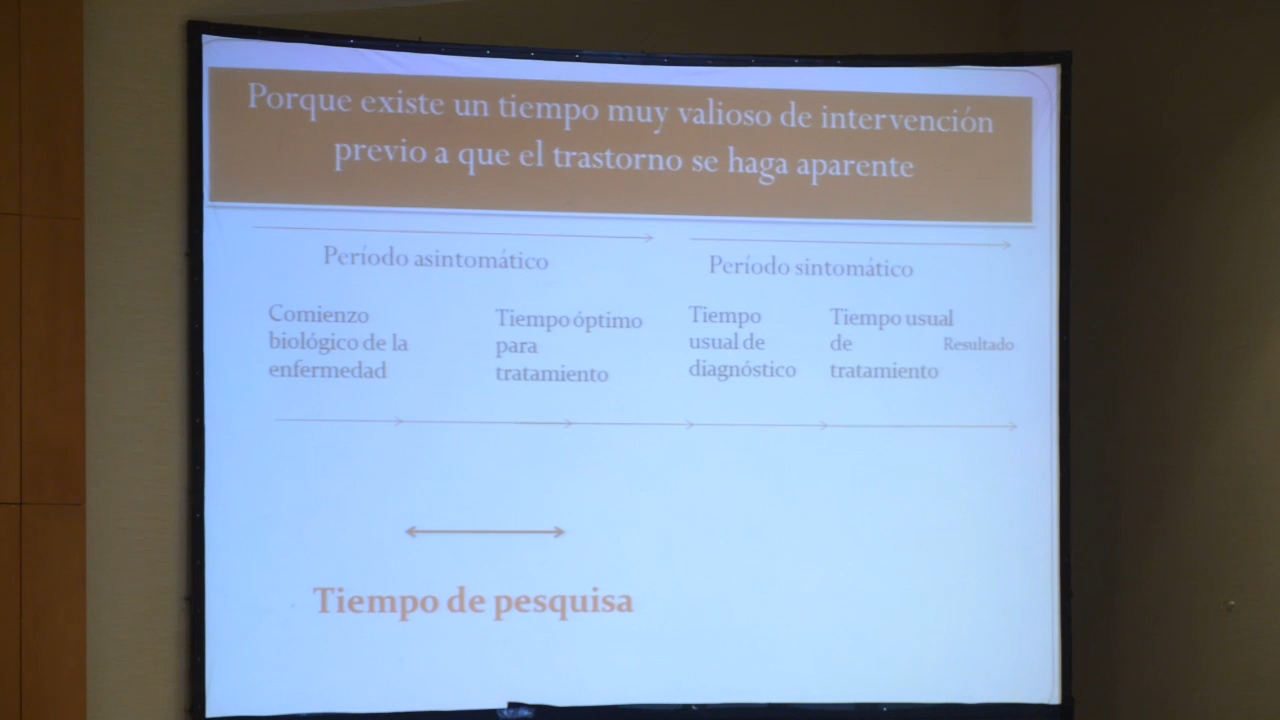 Porque existe un tiempo muy valioso de intervención
previo a que el trastorno se haga aparente
Período asintomático
Período sintomático
Comienzo
biológico de la
enfermedad
Tiempo óptimo
para
tratamiento
Tiempo
usual de
diagnóstico
Tiempo usual
de
tratamiento
Resultado
Tiempo de pesquisa